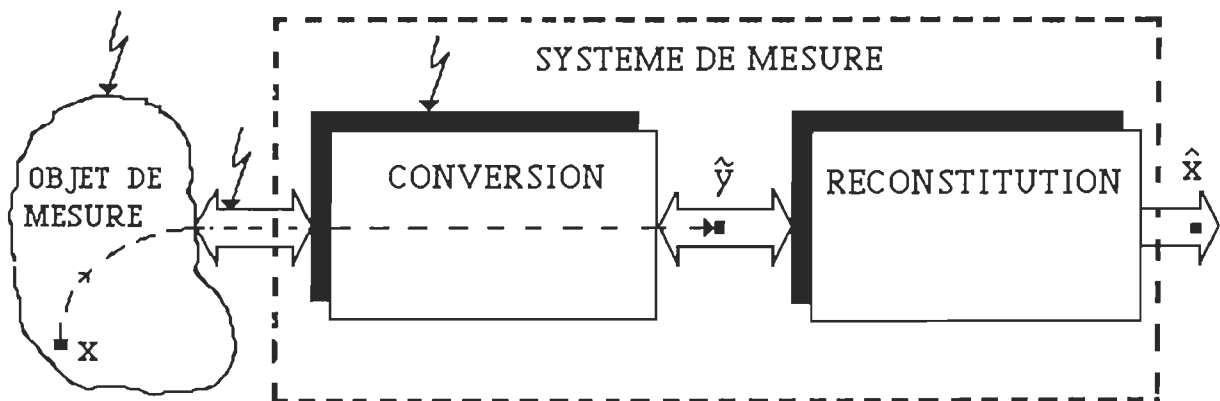 SYSTEME DE MESURE
OBJET DE
MESURE
CONVERSION
ỹ
RECONSTITUTION
x̂
x